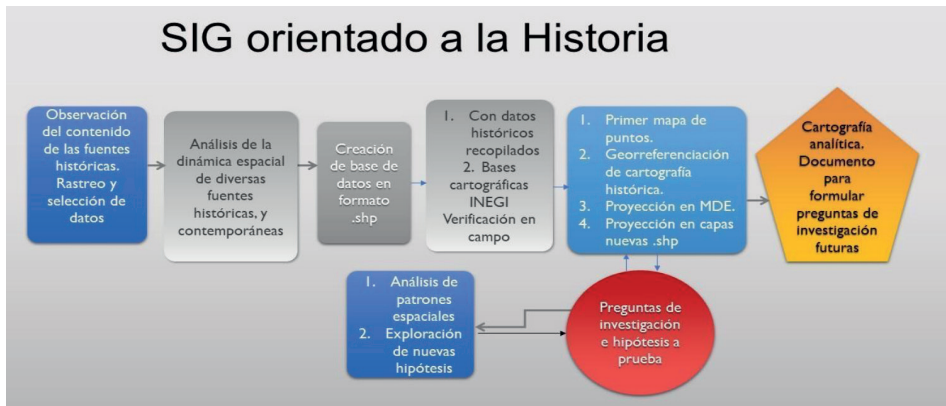 SIG orientado a la Historia
Observación
del contenido
de las fuentes
históricas.
Rastreo y
selección de
datos
Análisis de la
dinámica espacial
de diversas
fuentes
históricas, y
contemporáneas
Creación
de base de
datos en
formato
.shp
1. Con datos
históricos
recopilados
2. Bases
cartográficas
INEGI
Verificación en
campo
1. Primer mapa de
puntos.
2. Georreferenciación
de cartografía
histórica.
3. Proyección en MDE.
4. Proyección en capas
nuevas .shp
Cartografía
analítica.
Documento
para
formular
preguntas de
investigación
futuras
1. Análisis de
patrones
espaciales
2. Exploración
de nuevas
hipótesis
Preguntas de
investigación
e hipótesis a
prueba